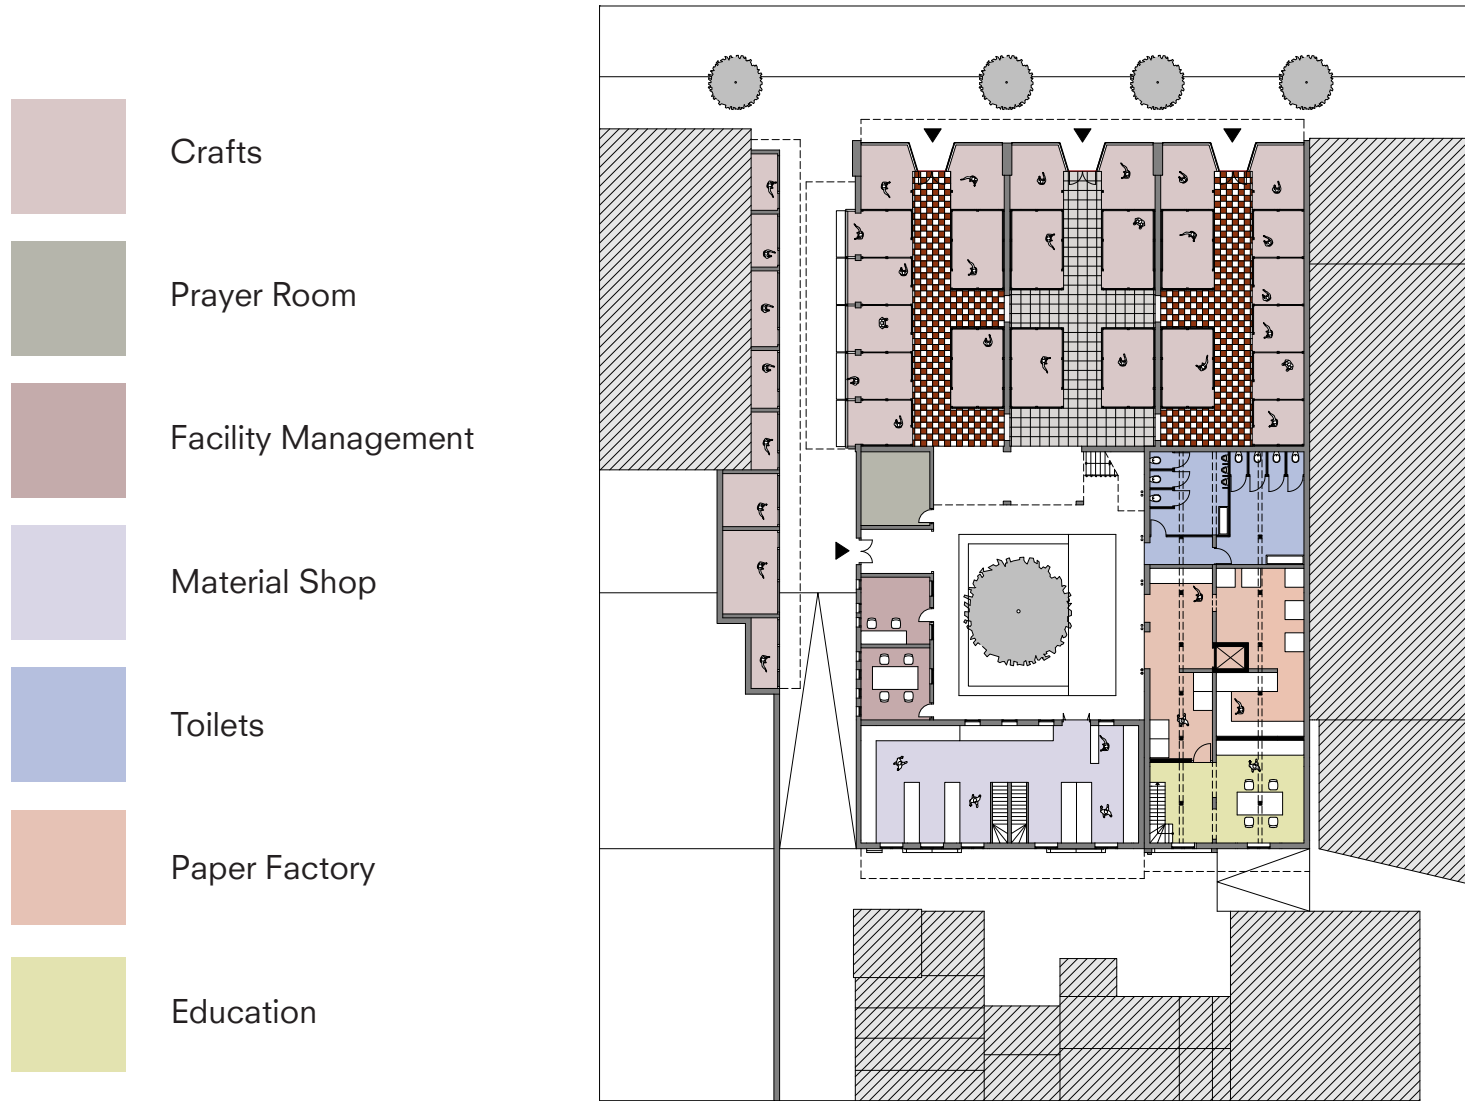 Crafts
Prayer Room
Facility Management
Material Shop
Toilets
Paper Factory
Education